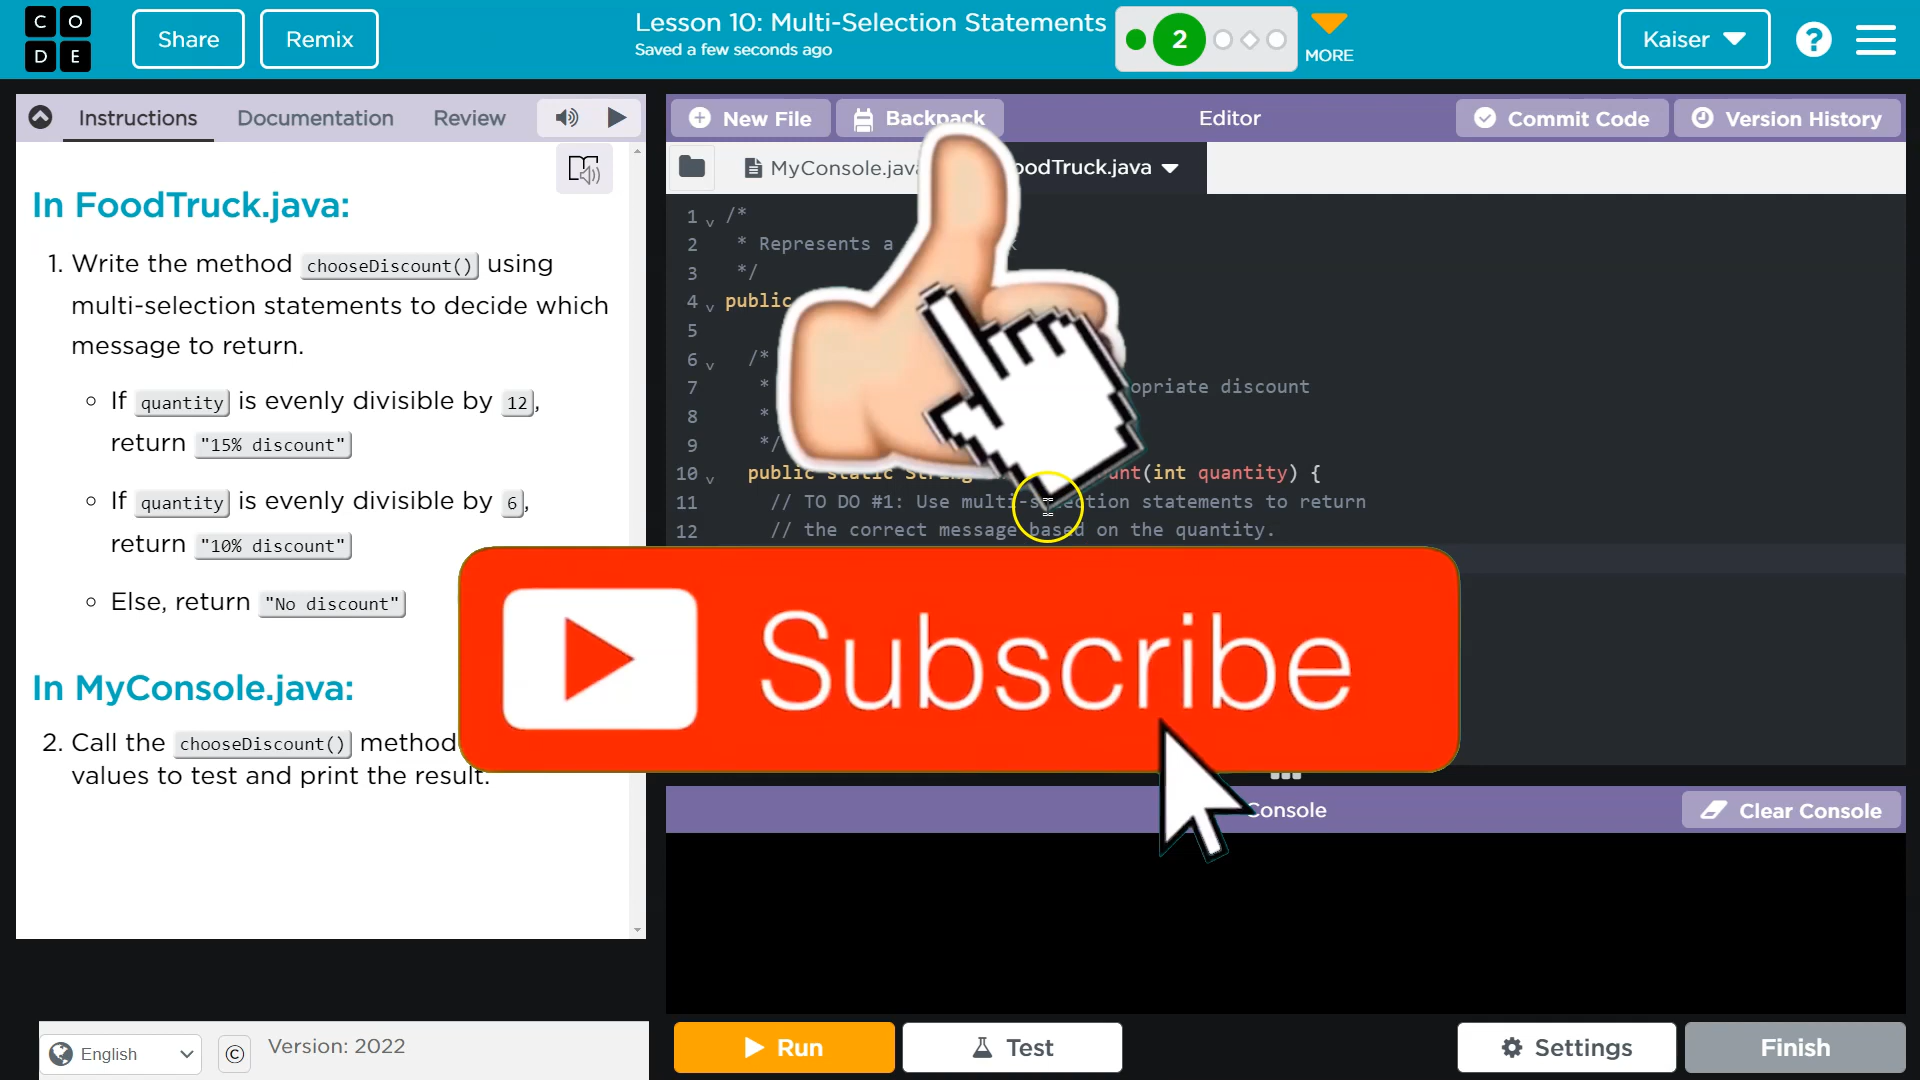 C O D E
Share
Remix
Lesson 10: Multi-Selection Statements
Saved a few seconds ago
2
MORE
Kaiser
?
Instructions
Documentation
Review
New File
Backpack
Editor
Commit Code
Version History
MyConsole.java
oodTruck.java
In FoodTruck.java:
1. Write the method chooseDiscount() using
multi-selection statements to decide which
message to return.
If quantity is evenly divisible by 12,
return "15% discount"
If quantity is evenly divisible by 6,
return "10% discount"
Else, return "No discount"
In MyConsole.java:
2. Call the chooseDiscount() method
values to test and print the result.
1 /*
2 * Represents a
3 */
4 public
5
6 /*
7 * opriate discount
8 *
9 */
10 public static String unt(int quantity) {
11 // TO DO #1: Use multi-selection statements to return
12 // the correct message based on the quantity.
Subscribe
Console
Clear Console
English
©
Version: 2022
Run
Test
Settings
Finish